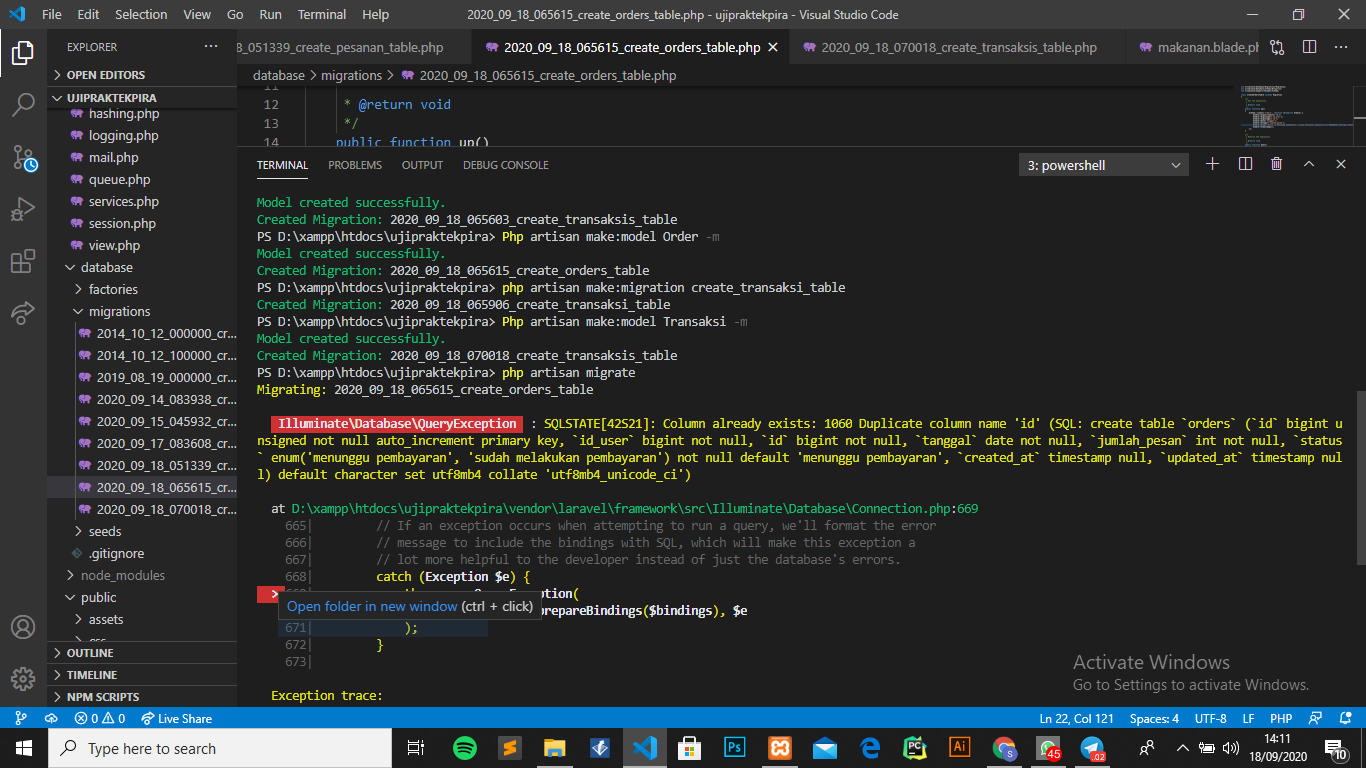 File Edit Selection View Go Run Terminal Help 2020_09_18_065615_create_orders_table.php - ujipraktekpira - Visual Studio Code
EXPLORER
8_051339_create_pesanan_table.php 2020_09_18_065615_create_orders_table.php 2020_09_18_070018_create_transaksis_table.php makanan.blade.ph
OPEN EDITORS
UJIPRAKTEKPIRA
hashing.php
logging.php
mail.php
queue.php
services.php
session.php
view.php
database
factories
migrations
2014_10_12_000000_cr...
2014_10_12_100000_cr...
2019_08_19_000000_cr...
2020_09_14_083938_cr...
2020_09_15_045932_cr...
2020_09_17_083608_cr...
2020_09_18_051339_cr...
2020_09_18_065615_cr...
2020_09_18_070018_cr...
seeds
.gitignore
node_modules
public
assets
css
OUTLINE
TIMELINE
NPM SCRIPTS
database > migrations > 2020_09_18_065615_create_orders_table.php
11
12 * @return void
13 */
14 public function up()
TERMINAL PROBLEMS OUTPUT DEBUG CONSOLE 3: powershell
Model created successfully.
Created Migration: 2020_09_18_065603_create_transaksis_table
PS D:\xampp\htdocs\ujipraktekpira> Php artisan make:model Order -m
Model created successfully.
Created Migration: 2020_09_18_065615_create_orders_table
PS D:\xampp\htdocs\ujipraktekpira> php artisan make:migration create_transaksi_table
Created Migration: 2020_09_18_065906_create_transaksi_table
PS D:\xampp\htdocs\ujipraktekpira> Php artisan make:model Transaksi -m
Model created successfully.
Created Migration: 2020_09_18_070018_create_transaksis_table
PS D:\xampp\htdocs\ujipraktekpira> php artisan migrate
Migrating: 2020_09_18_065615_create_orders_table
Illuminate\Database\QueryException : SQLSTATE[42S21]: Column already exists: 1060 Duplicate column name 'id' (SQL: create table `orders` (`id` bigint u
nsigned not null auto_increment primary key, `id_user` bigint not null, `id` bigint not null, `tanggal` date not null, `jumlah_pesan` int not null, `status
` enum('menunggu pembayaran', 'sudah melakukan pembayaran') not null default 'menunggu pembayaran', `created_at` timestamp null, `updated_at` timestamp nul
l) default character set utf8mb4 collate 'utf8mb4_unicode_ci')
at D:\xampp\htdocs\ujipraktekpira\vendor\laravel\framework\src\Illuminate\Database\Connection.php:669
665| // If an exception occurs when attempting to run a query, we'll format the error
666| // message to include the bindings with SQL, which will make this exception a
667| // lot more helpful to the developer instead of just the database's errors.
668| catch (Exception $e) {
Open folder in new window (ctrl + click)
prepareBindings($bindings), $e
671| );
672| }
673|
Exception trace:
Activate Windows
Go to Settings to activate Windows.
0 0 Live Share Ln 22, Col 121 Spaces: 4 UTF-8 LF PHP
Type here to search
Ps
PC
Ai
S
45
.02
14:11
18/09/2020
10